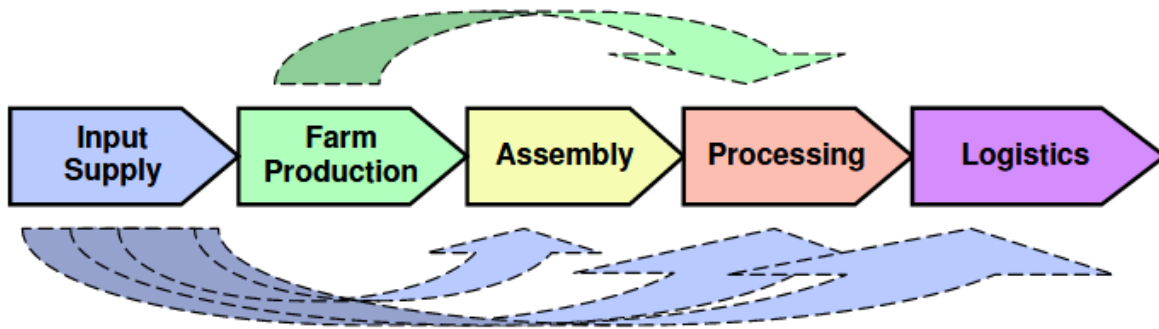 Input
Supply
Farm
Production
Assembly
Processing
Logistics